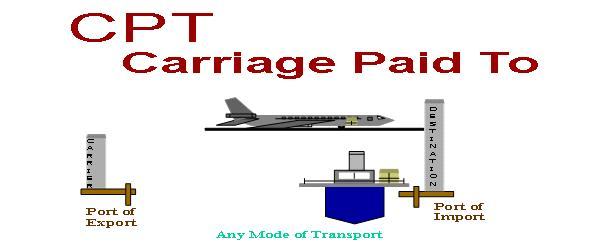 CPT
Carriage Paid To
DESTINATION
CARRIER
Port of
Export
Port of
Import
Any Mode of Transport